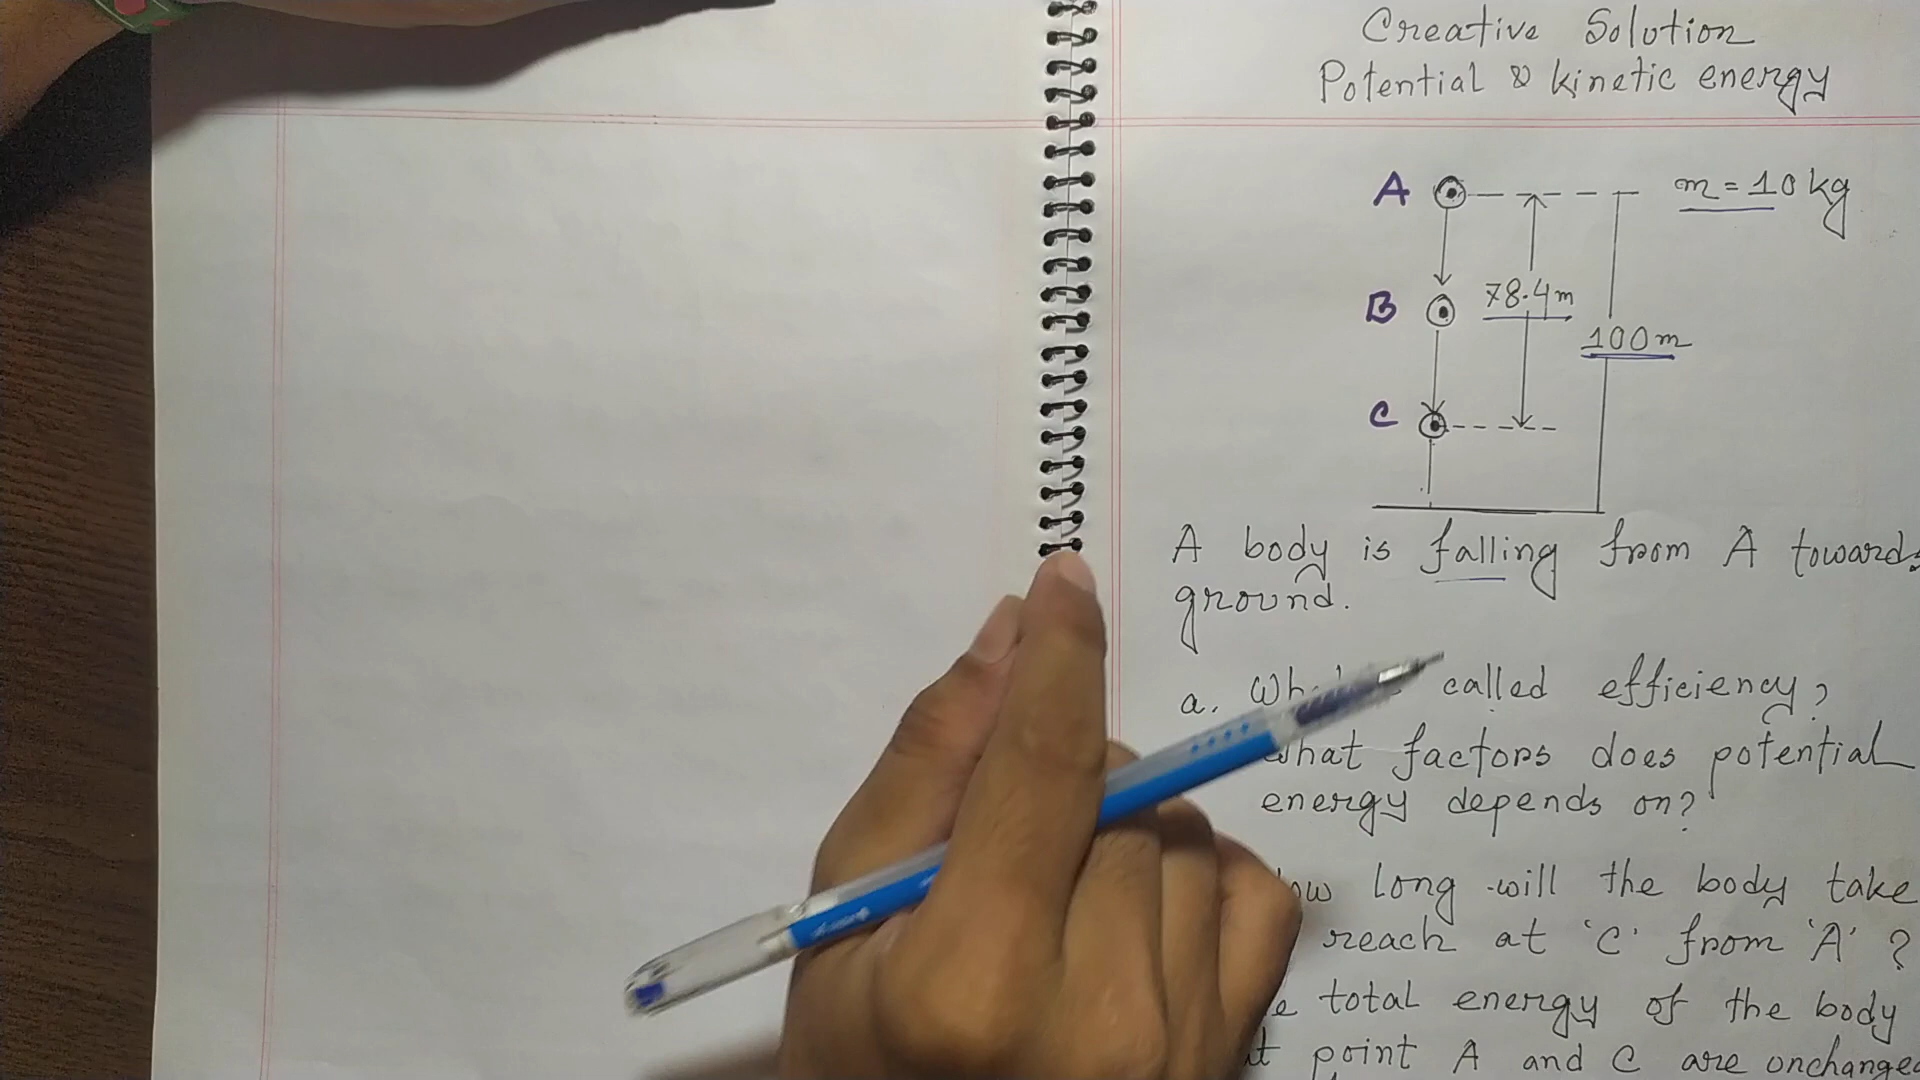 Creative Solution
Potential & kinetic energy
A
m = 10 kg
B
78.4m
100m
C
A body is falling from A towards
ground.
a. called efficiency?
What factors does potential
energy depends on?
long will the body take
reach at 'C' from 'A' ?
total energy of the body
point A and C are